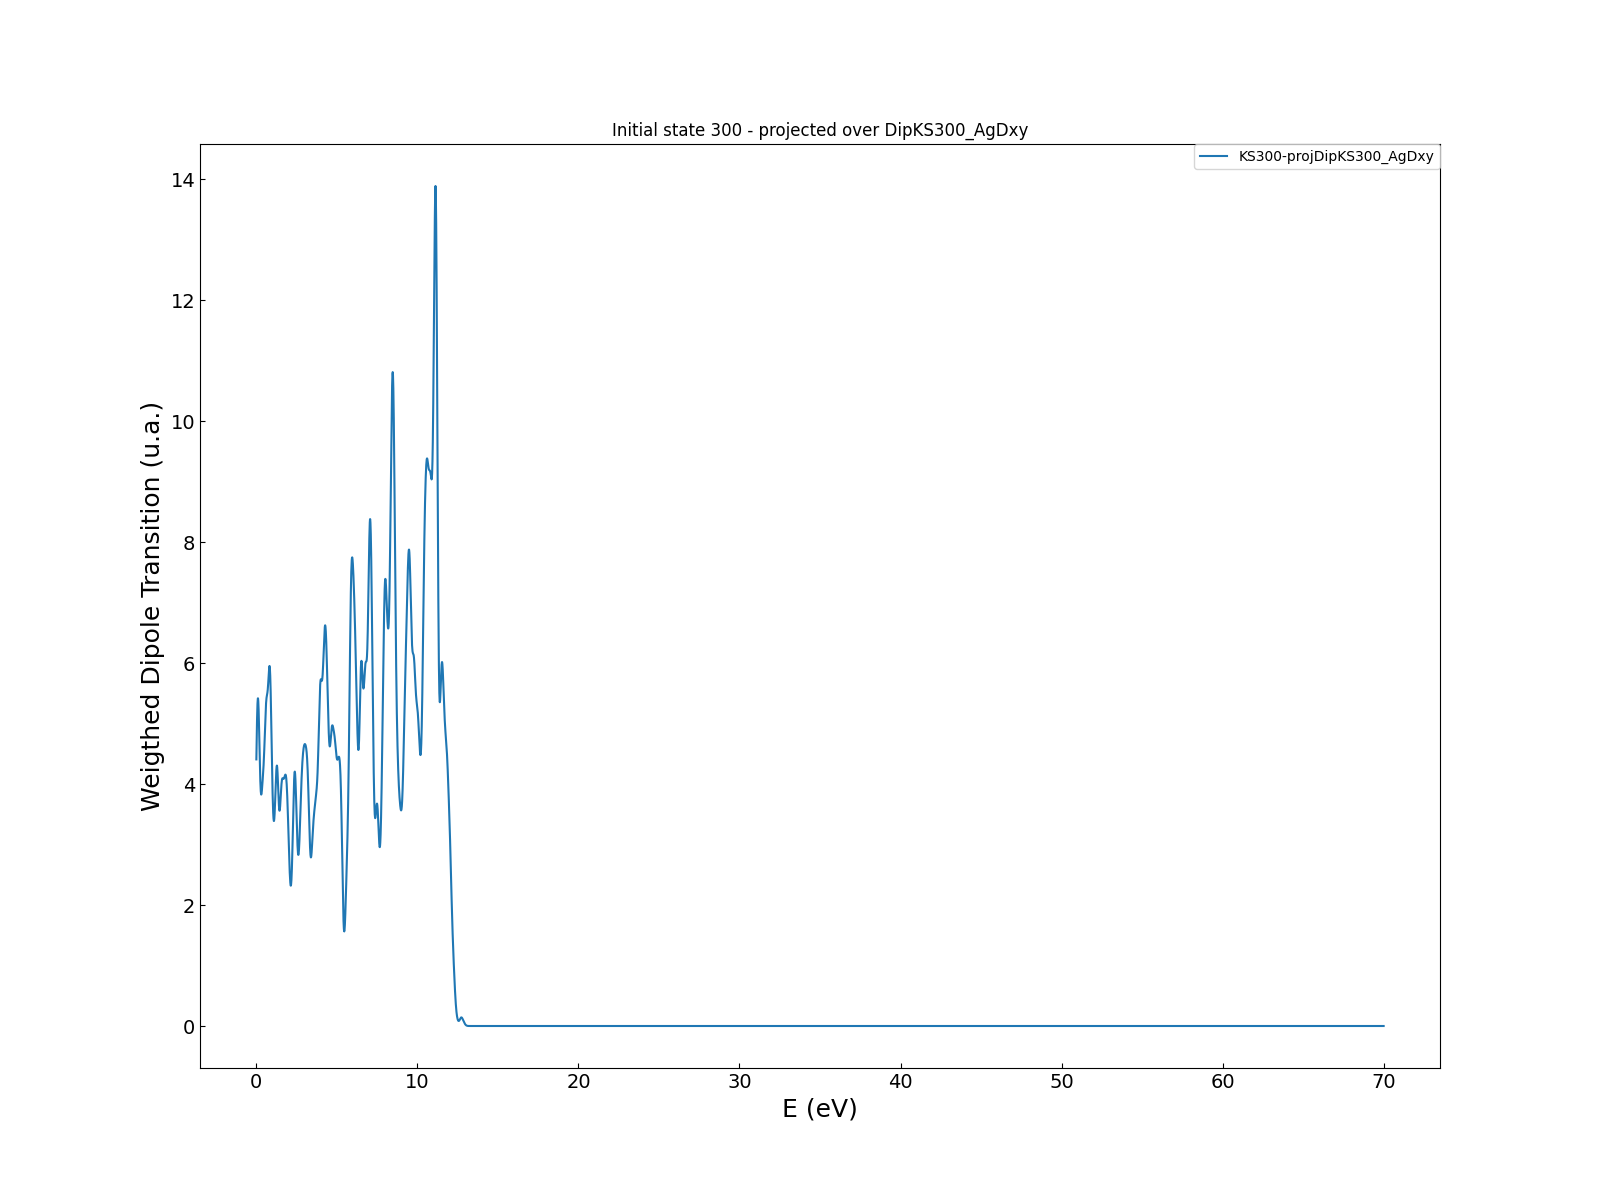 Initial state 300 - projected over DipKS300_AgDxy
KS300-projDipKS300_AgDxy
Weigthed Dipole Transition (u.a.)
14
12
10
8
6
4
2
0
0 10 20 30 40 50 60 70
E (eV)